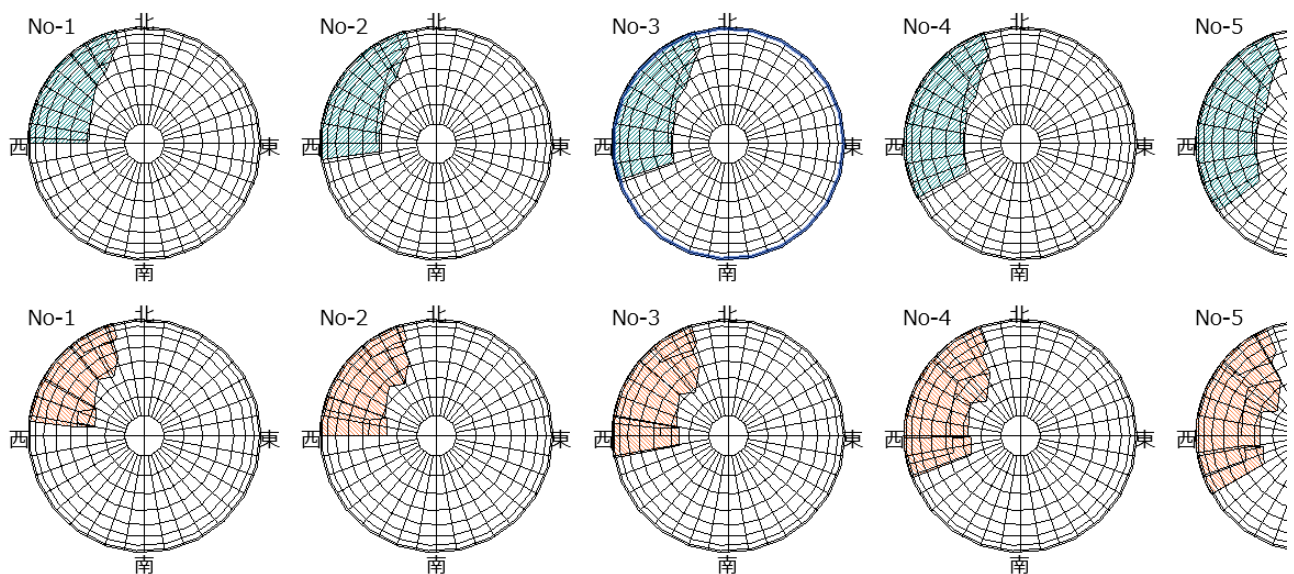 No-1 北 No-2 北 No-3 北 No-4 北 No-5
西 東 西 東 西 東 西 東 西
南 南 南 南
No-1 北 No-2 北 No-3 北 No-4 北 No-5
西 東 西 東 西 東 西 東 西
南 南 南 南